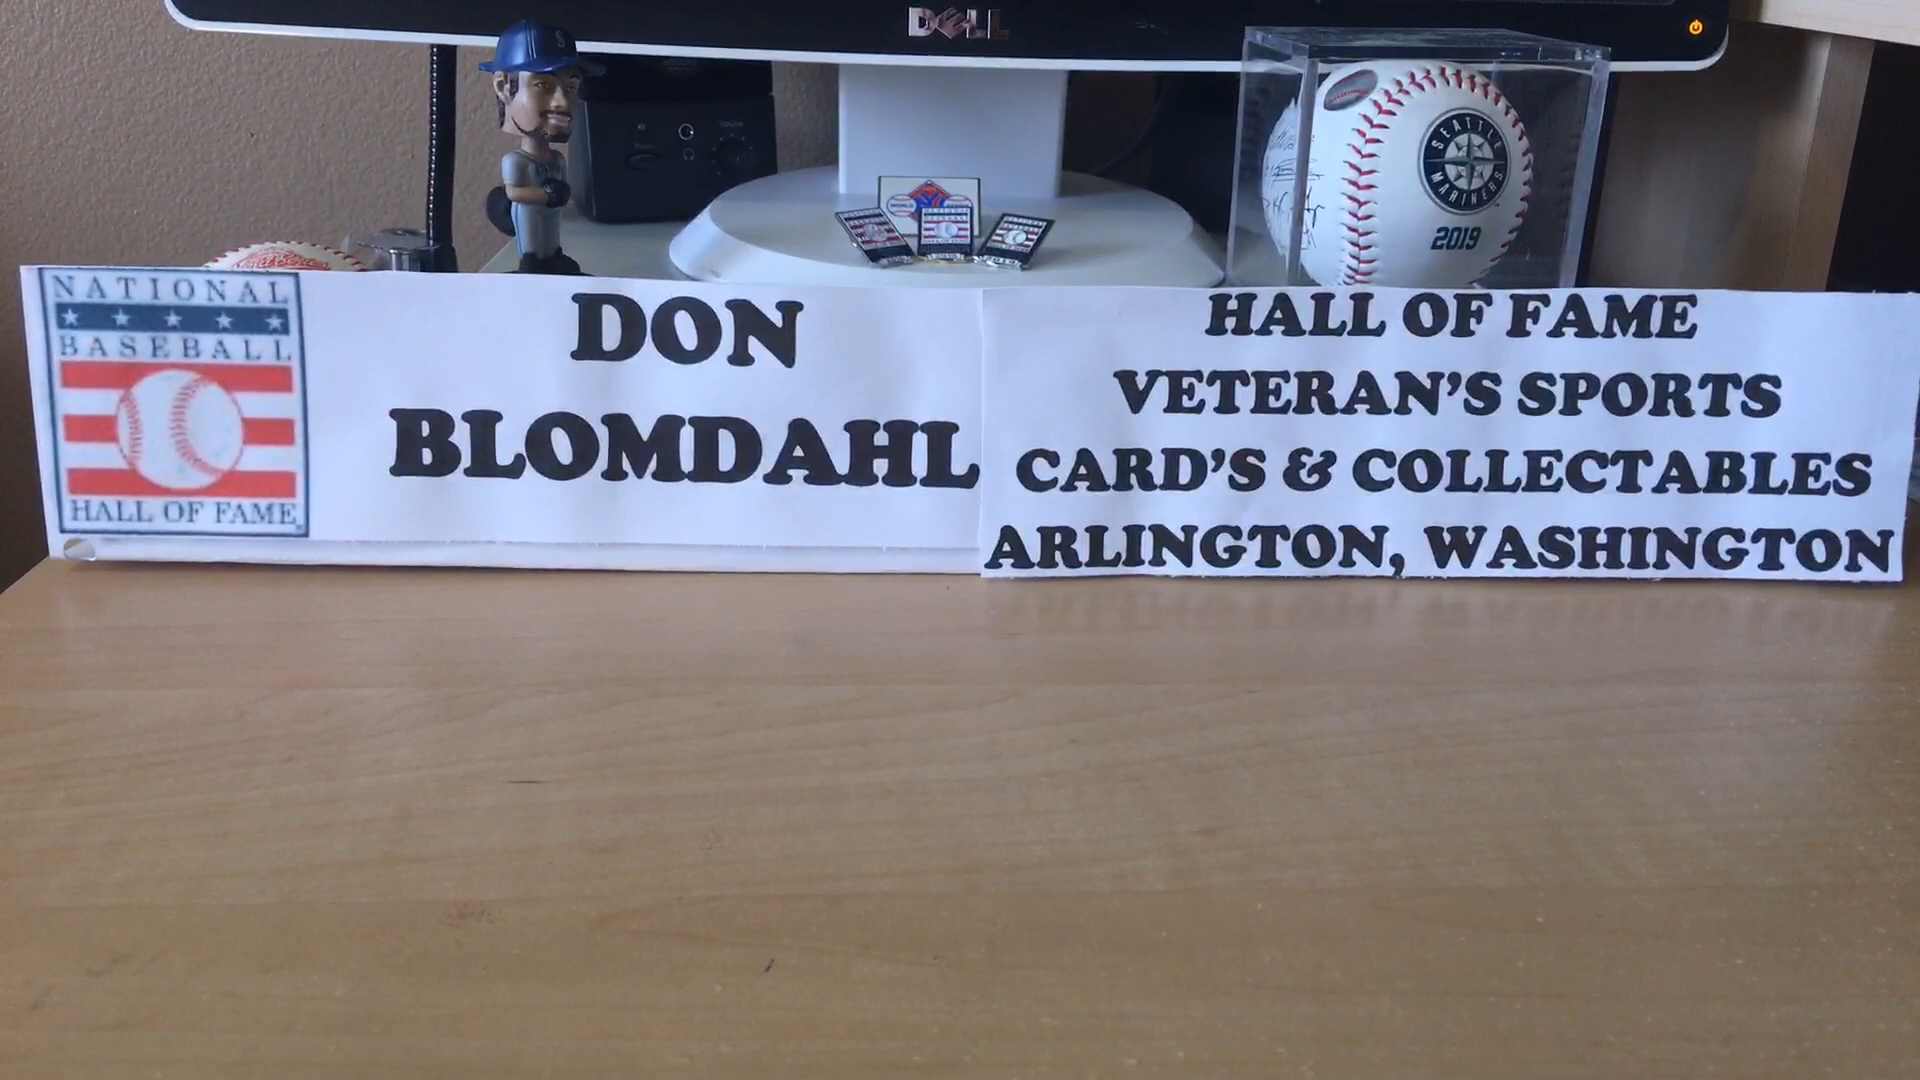 DELL
Volume
SEATTLE
MARINERS
2019
NATIONAL
BASEBALL
HALL OF FAME
DON
BLOMDAHL
HALL OF FAME
VETERAN'S SPORTS
CARD'S & COLLECTABLES
ARLINGTON, WASHINGTON